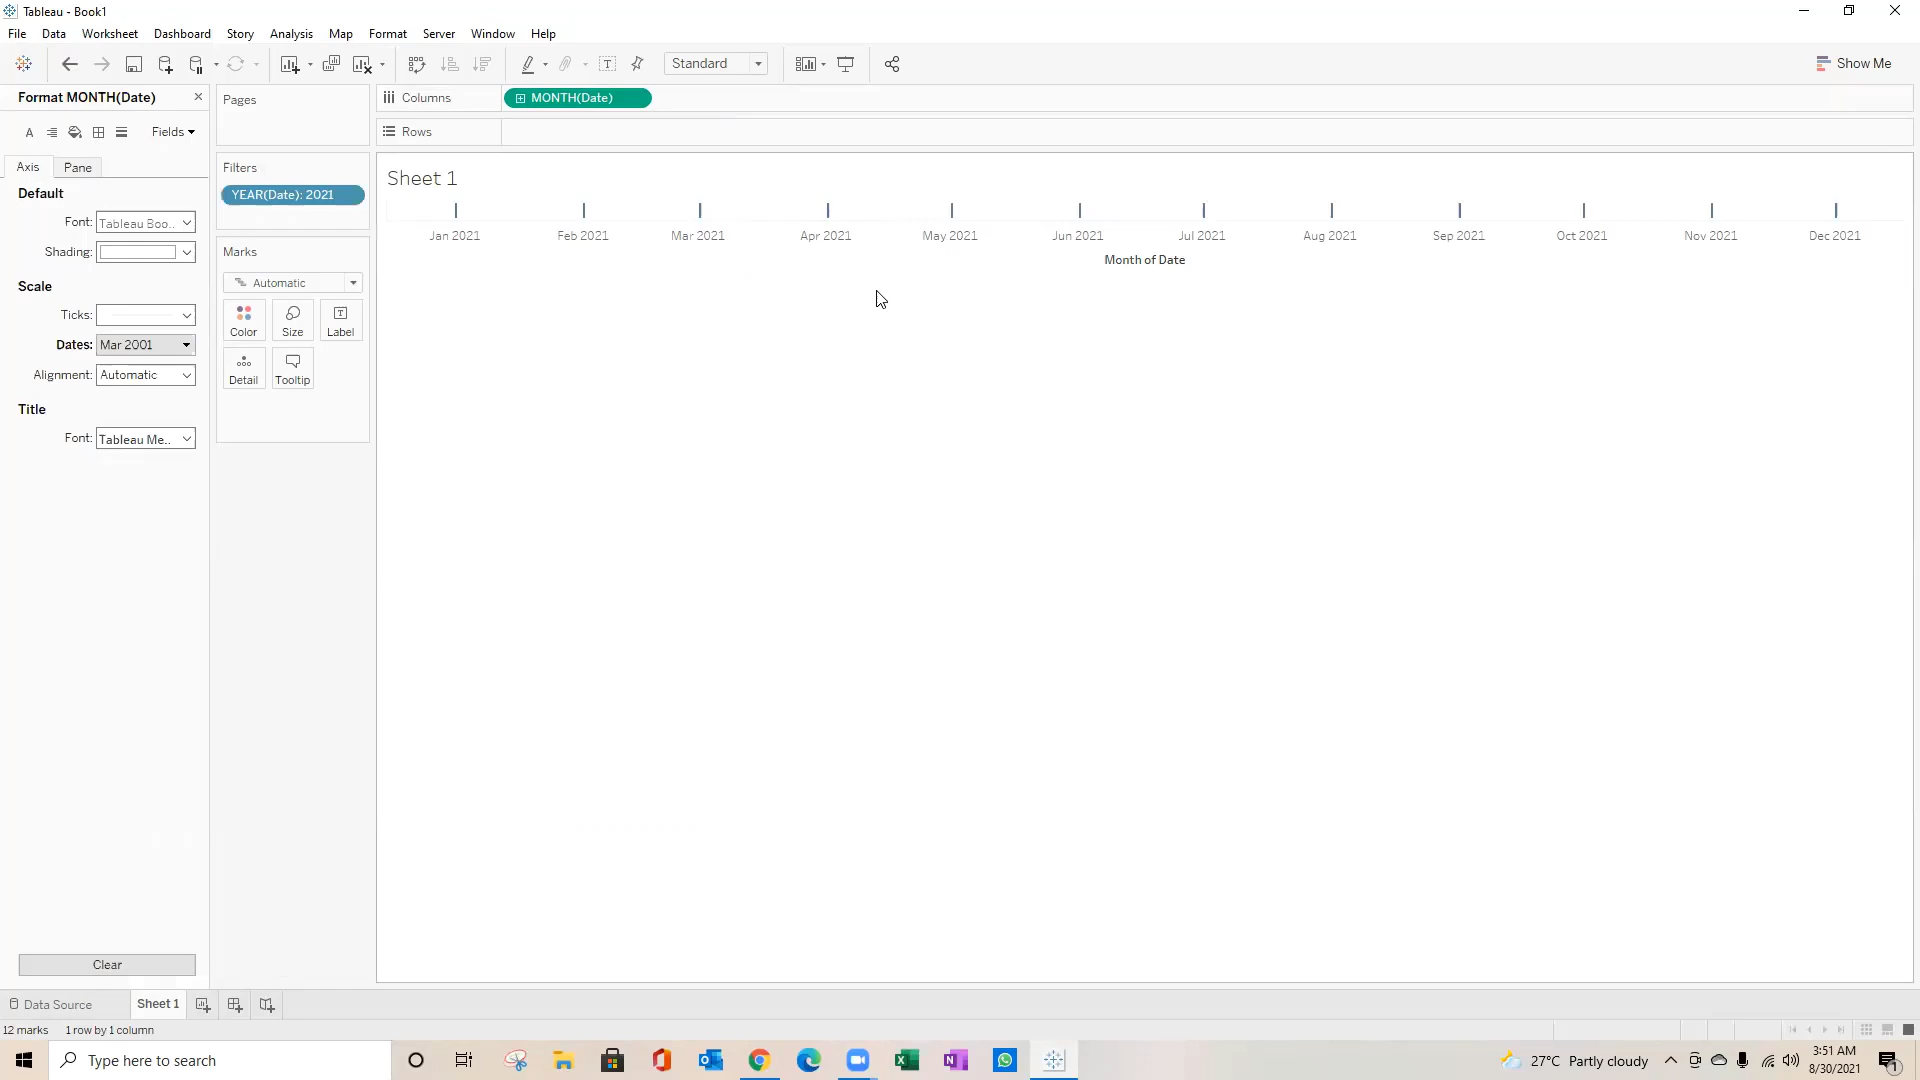 Tableau - Book1
File Data Worksheet Dashboard Story Analysis Map Format Server Window Help
Standard
Show Me
Format MONTH(Date)
Fields
Axis Pane
Default
Font: Tableau Boo..
Shading:
Scale
Ticks:
Dates: Mar 2001
Alignment: Automatic
Title
Font: Tableau Me..
Clear
Pages
Filters
YEAR(Date): 2021
Marks
Automatic
Color Size Label
Detail Tooltip
Columns MONTH(Date)
Rows
Sheet 1
Jan 2021 Feb 2021 Mar 2021 Apr 2021 May 2021 Jun 2021 Jul 2021 Aug 2021 Sep 2021 Oct 2021 Nov 2021 Dec 2021
Month of Date
Data Source Sheet 1
12 marks 1 row by 1 column
Type here to search
27°C Partly cloudy
3:51 AM
8/30/2021
1